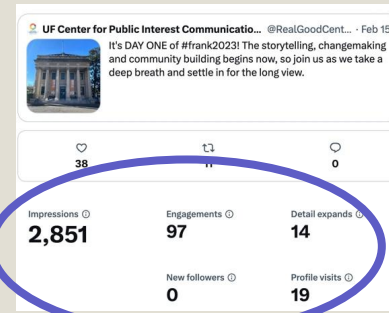 UF Center for Public Interest Communicatio... @RealGoodCent... · Feb 15
It's DAY ONE of #frank2023! The storytelling, changemaking
and community building begins now, so join us as we take a
deep breath and settle in for the long view.
38
0
Impressions
Engagements
Detail expands
2,851
97
14
New followers
Profile visits
0
19